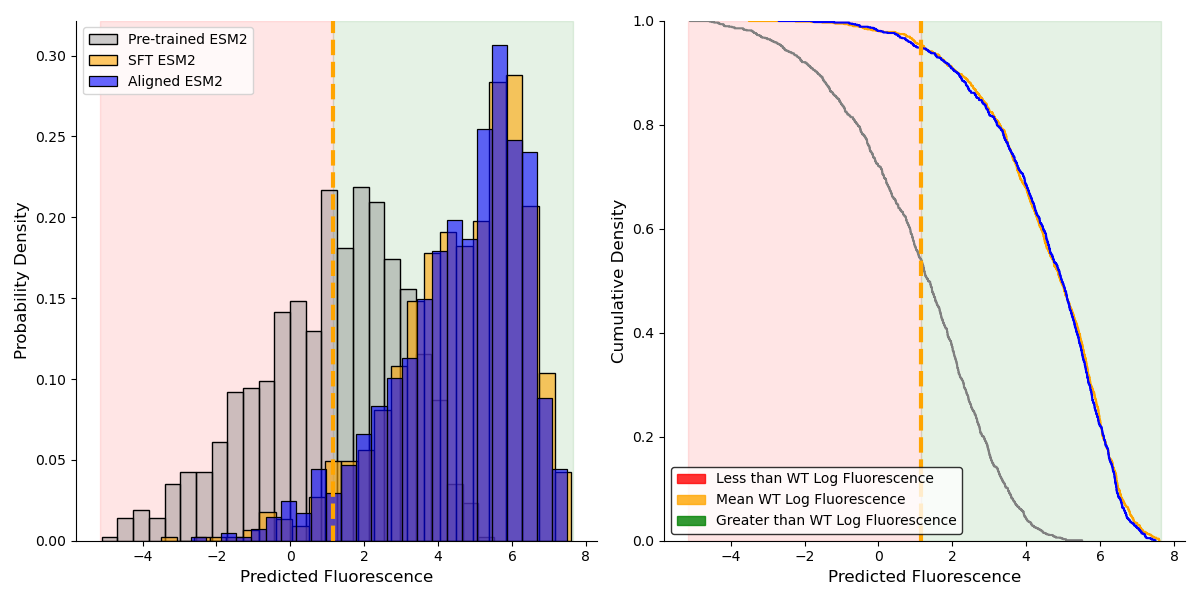 Pre-trained ESM2
SFT ESM2
Aligned ESM2
Probability Density
0.30
0.25
0.20
0.15
0.10
0.05
0.00
−4
−2
0
2
4
6
8
Predicted Fluorescence
Cumulative Density
1.0
0.8
0.6
0.4
0.2
0.0
Less than WT Log Fluorescence
Mean WT Log Fluorescence
Greater than WT Log Fluorescence
−4
−2
0
2
4
6
8
Predicted Fluorescence